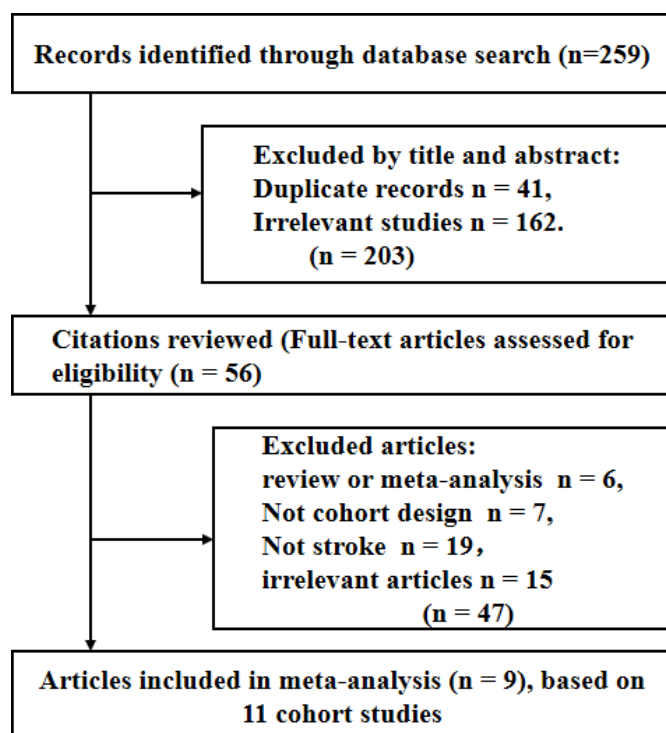 Records identified through database search (n=259)
Excluded by title and abstract:
Duplicate records n = 41,
Irrelevant studies n = 162.
(n = 203)
Citations reviewed (Full-text articles assessed for
eligibility (n = 56)
Excluded articles:
review or meta-analysis n = 6,
Not cohort design n = 7,
Not stroke n = 19，
irrelevant articles n = 15
(n = 47)
Articles included in meta-analysis (n = 9), based on
11 cohort studies